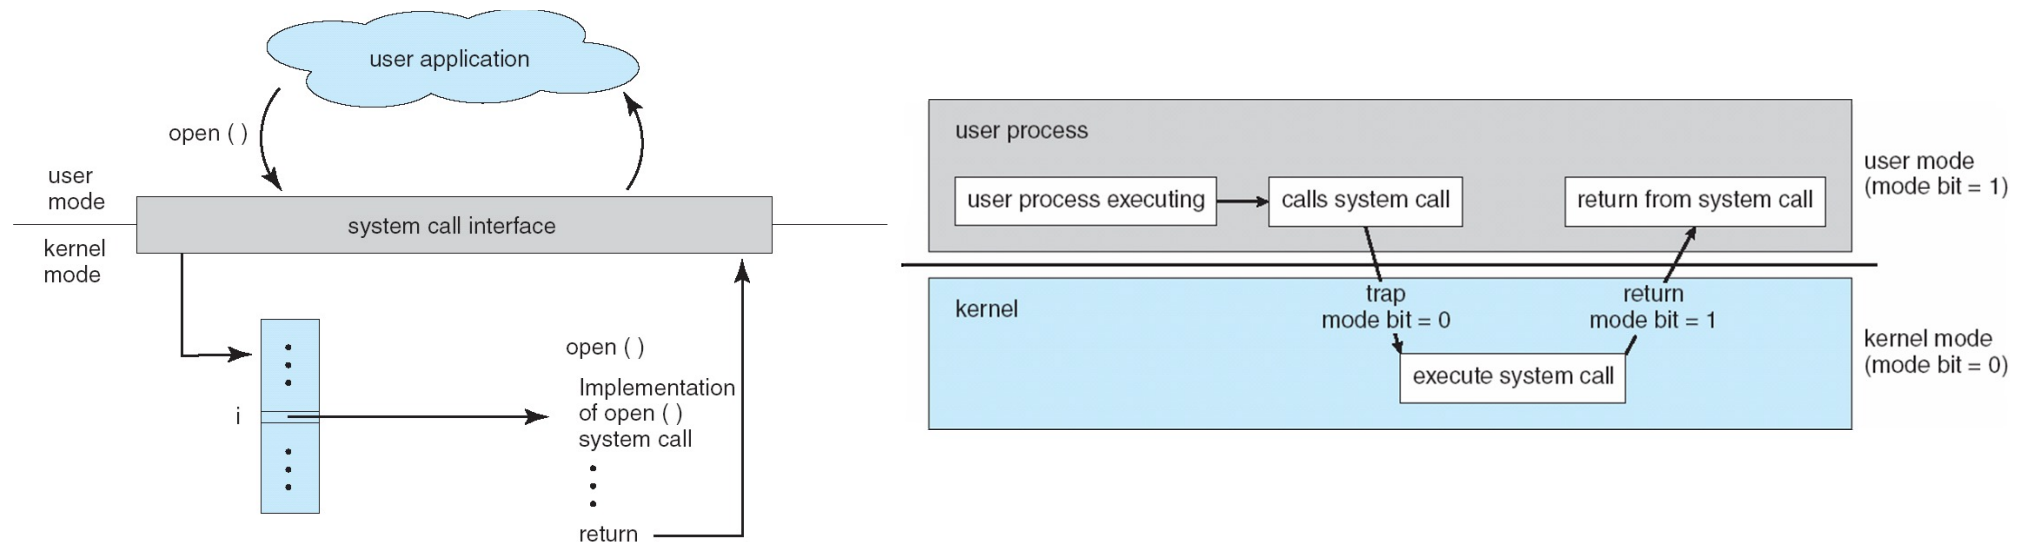 user application
open ( )
user
mode
system call interface
kernel
mode
open ( )
Implementation
i
of open ( )
system call
return
user process
user mode
(mode bit = 1)
user process executing
calls system call
return from system call
kernel
trap
mode bit = 0
return
mode bit = 1
kernel mode
(mode bit = 0)
execute system call